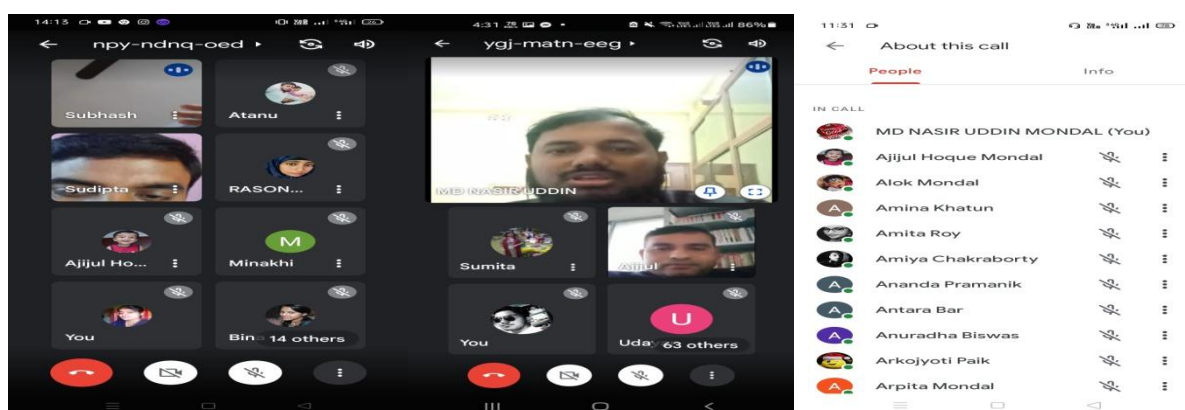 14:13
npy-ndnq-oed
Subhash
Atanu
Sudipta
RASON...
Ajijul Ho...
M
Minakhi
You
Bin 14 others
4:31
86%
ygj-matn-eeg
MD NASIR UDDIN
Sumita
Ajijul
U
You
Uday 63 others
11:31
About this call
People
Info
IN CALL
MD NASIR UDDIN MONDAL (You)
Ajijul Hoque Mondal
Alok Mondal
A
Amina Khatun
Amita Roy
Amiya Chakraborty
A
Ananda Pramanik
A
Antara Bar
A
Anuradha Biswas
Arkojyoti Paik
A
Arpita Mondal